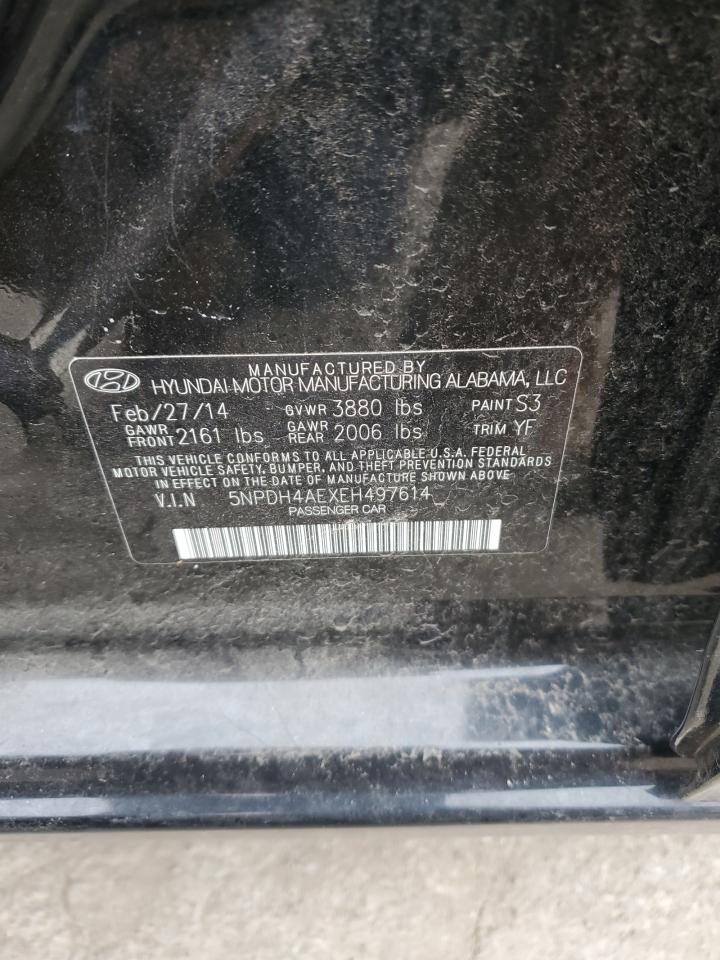 MANUFACTURED BY
HYUNDAI MOTOR MANUFACTURING ALABAMA, LLC
Feb/27/14 GVWR 3880 lbs PAINT S3
GAWR FRONT 2161 lbs GAWR REAR 2006 lbs TRIM YF
THIS VEHICLE CONFORMS TO ALL APPLICABLE U.S.A. FEDERAL
MOTOR VEHICLE SAFETY, BUMPER, AND THEFT PREVENTION STANDARDS
IN EFFECT ON THE DATE OF MANUFACTURE SHOWN ABOVE
V.I.N 5NPDH4AEXEH497614
PASSENGER CAR